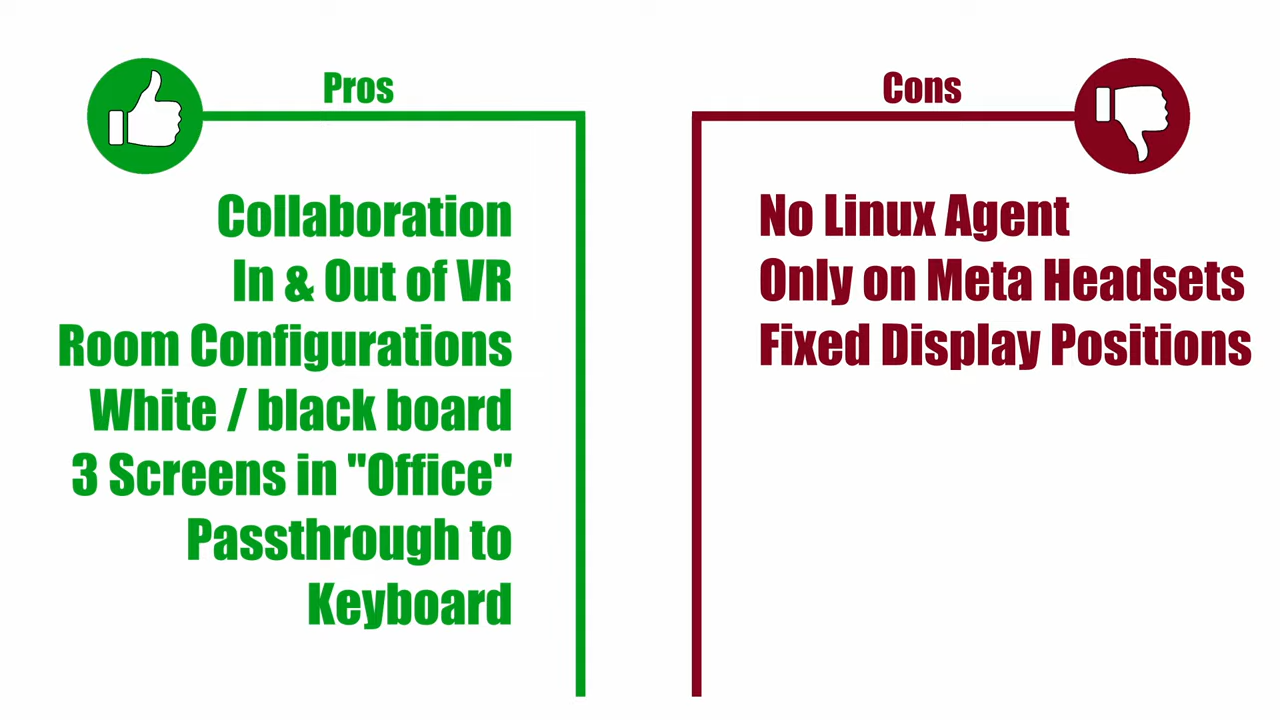 Pros
Collaboration
In & Out of VR
Room Configurations
White / black board
3 Screens in "Office"
Passthrough to
Keyboard
Cons
No Linux Agent
Only on Meta Headsets
Fixed Display Positions